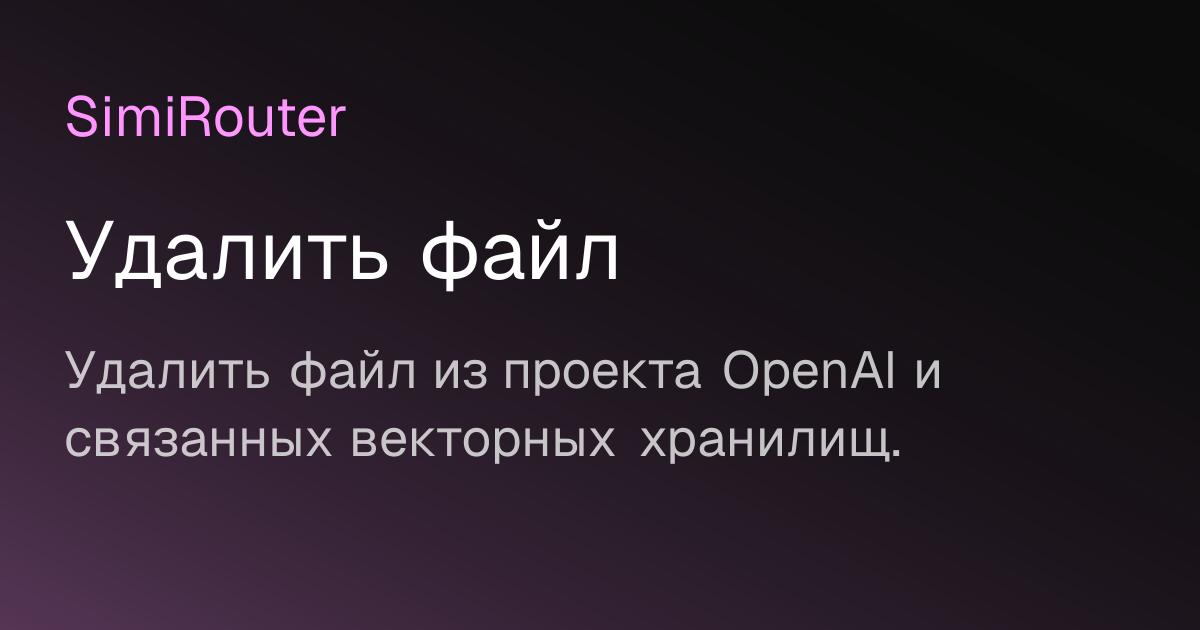 SimiRouter
Удалить файл
Удалить файл из проекта OpenAI и
связанных векторных хранилищ.